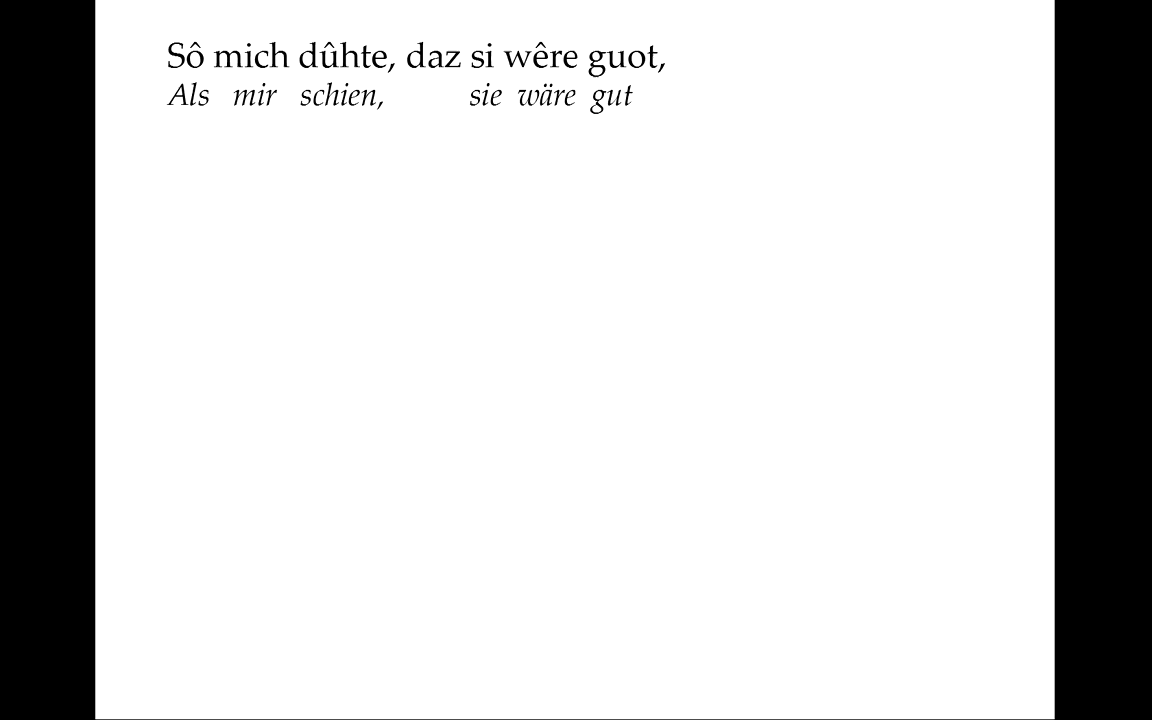 Sô mich dûhte, daz si wêre guot,
Als mir schien, sie wäre gut